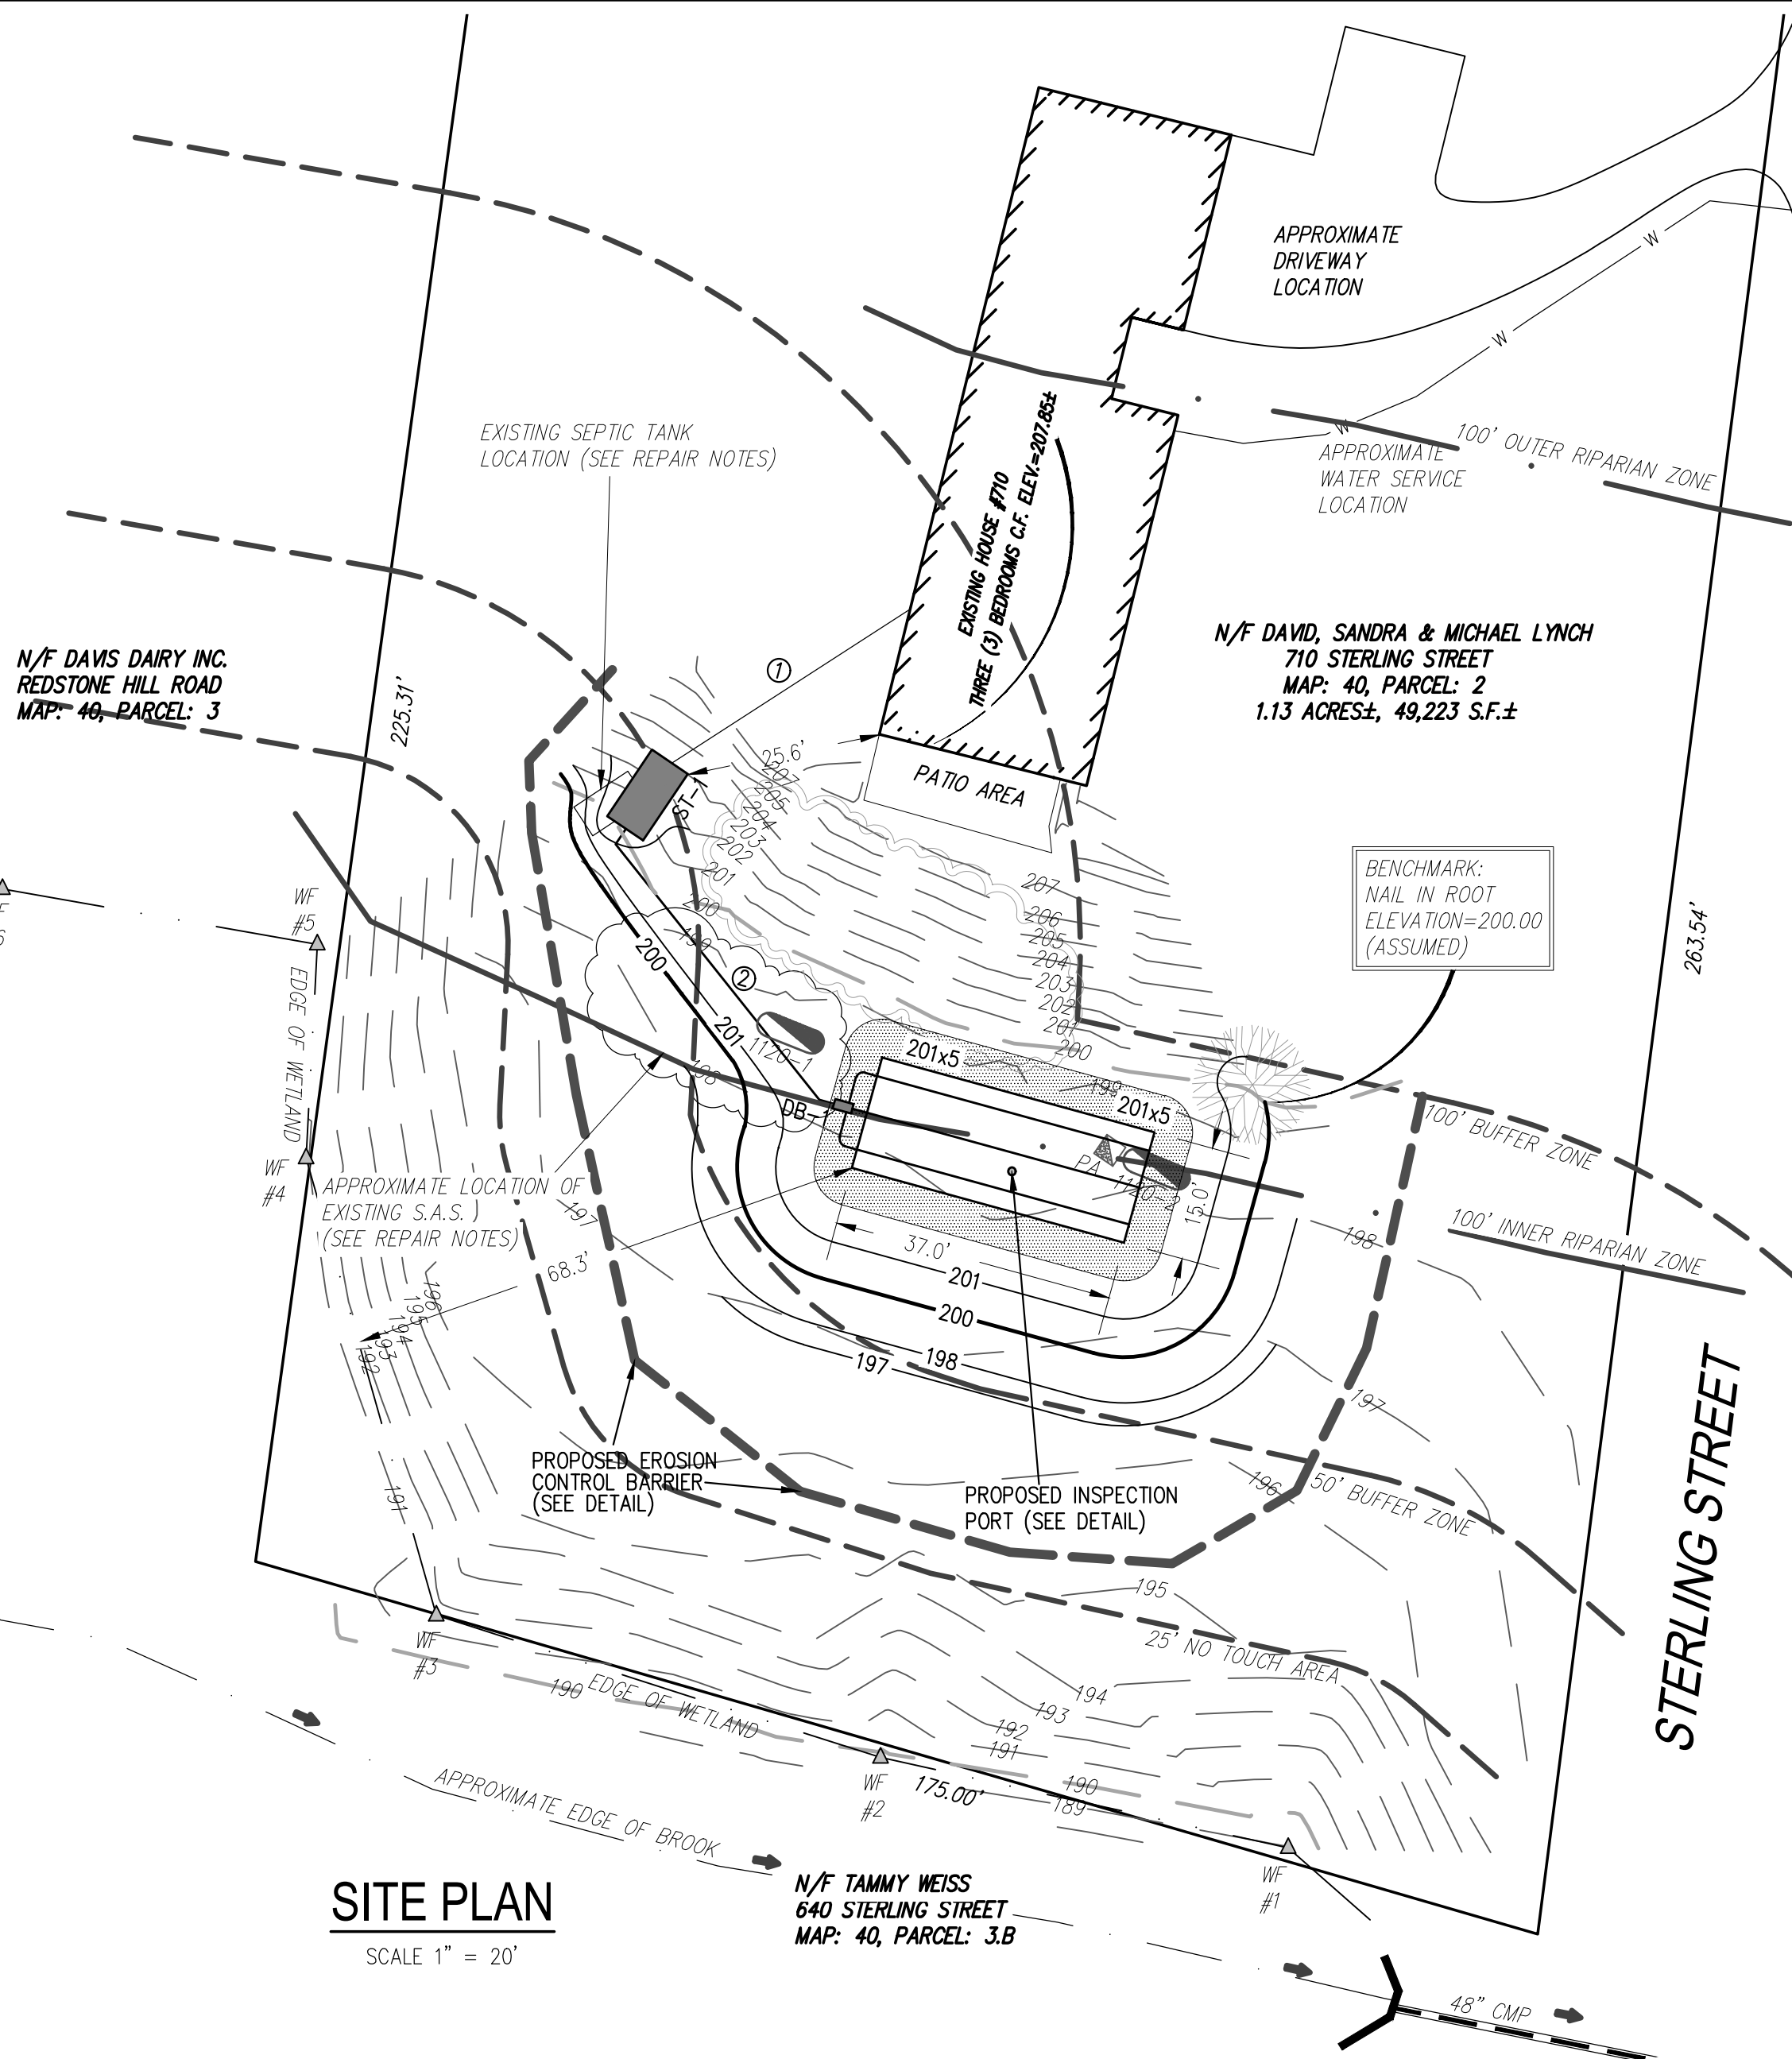 APPROXIMATE
DRIVEWAY
LOCATION
W
W
W
EXISTING SEPTIC TANK
LOCATION (SEE REPAIR NOTES)
EXISTING HOUSE #710
THREE (3) BEDROOMS C.F. ELEV.=207.85±
100' OUTER RIPARIAN ZONE
APPROXIMATE
WATER SERVICE
LOCATION
N/F DAVIS DAIRY INC.
REDSTONE HILL ROAD
MAP: 40, PARCEL: 3
225.31'
1
N/F DAVID, SANDRA & MICHAEL LYNCH
710 STERLING STREET
MAP: 40, PARCEL: 2
1.13 ACRES±, 49,223 S.F.±
25.6'
PATIO AREA
ST-1
207
205
204
203
202
201
200
199
207
206
205
204
203
202
201
200
199
BENCHMARK:
NAIL IN ROOT
ELEVATION=200.00
(ASSUMED)
263.54'
WF
#5
EDGE OF WETLAND
WF
#4
200
2
201
1120-1
198
DB-1
201x5
201x5
PA
1120-2
15.0'
37.0'
201
200
198
197
100' BUFFER ZONE
100' INNER RIPARIAN ZONE
APPROXIMATE LOCATION OF
EXISTING S.A.S.
(SEE REPAIR NOTES)
197
68.3'
196
195
194
193
192
191
198
197
196
50' BUFFER ZONE
PROPOSED EROSION
CONTROL BARRIER
(SEE DETAIL)
PROPOSED INSPECTION
PORT (SEE DETAIL)
195
25' NO TOUCH AREA
STERLING STREET
WF
#3
190
EDGE OF WETLAND
194
193
192
191
190
189
WF
#2
175.00'
APPROXIMATE EDGE OF BROOK
WF
#1
N/F TAMMY WEISS
640 STERLING STREET
MAP: 40, PARCEL: 3.B
SITE PLAN
SCALE 1" = 20'
48" CMP